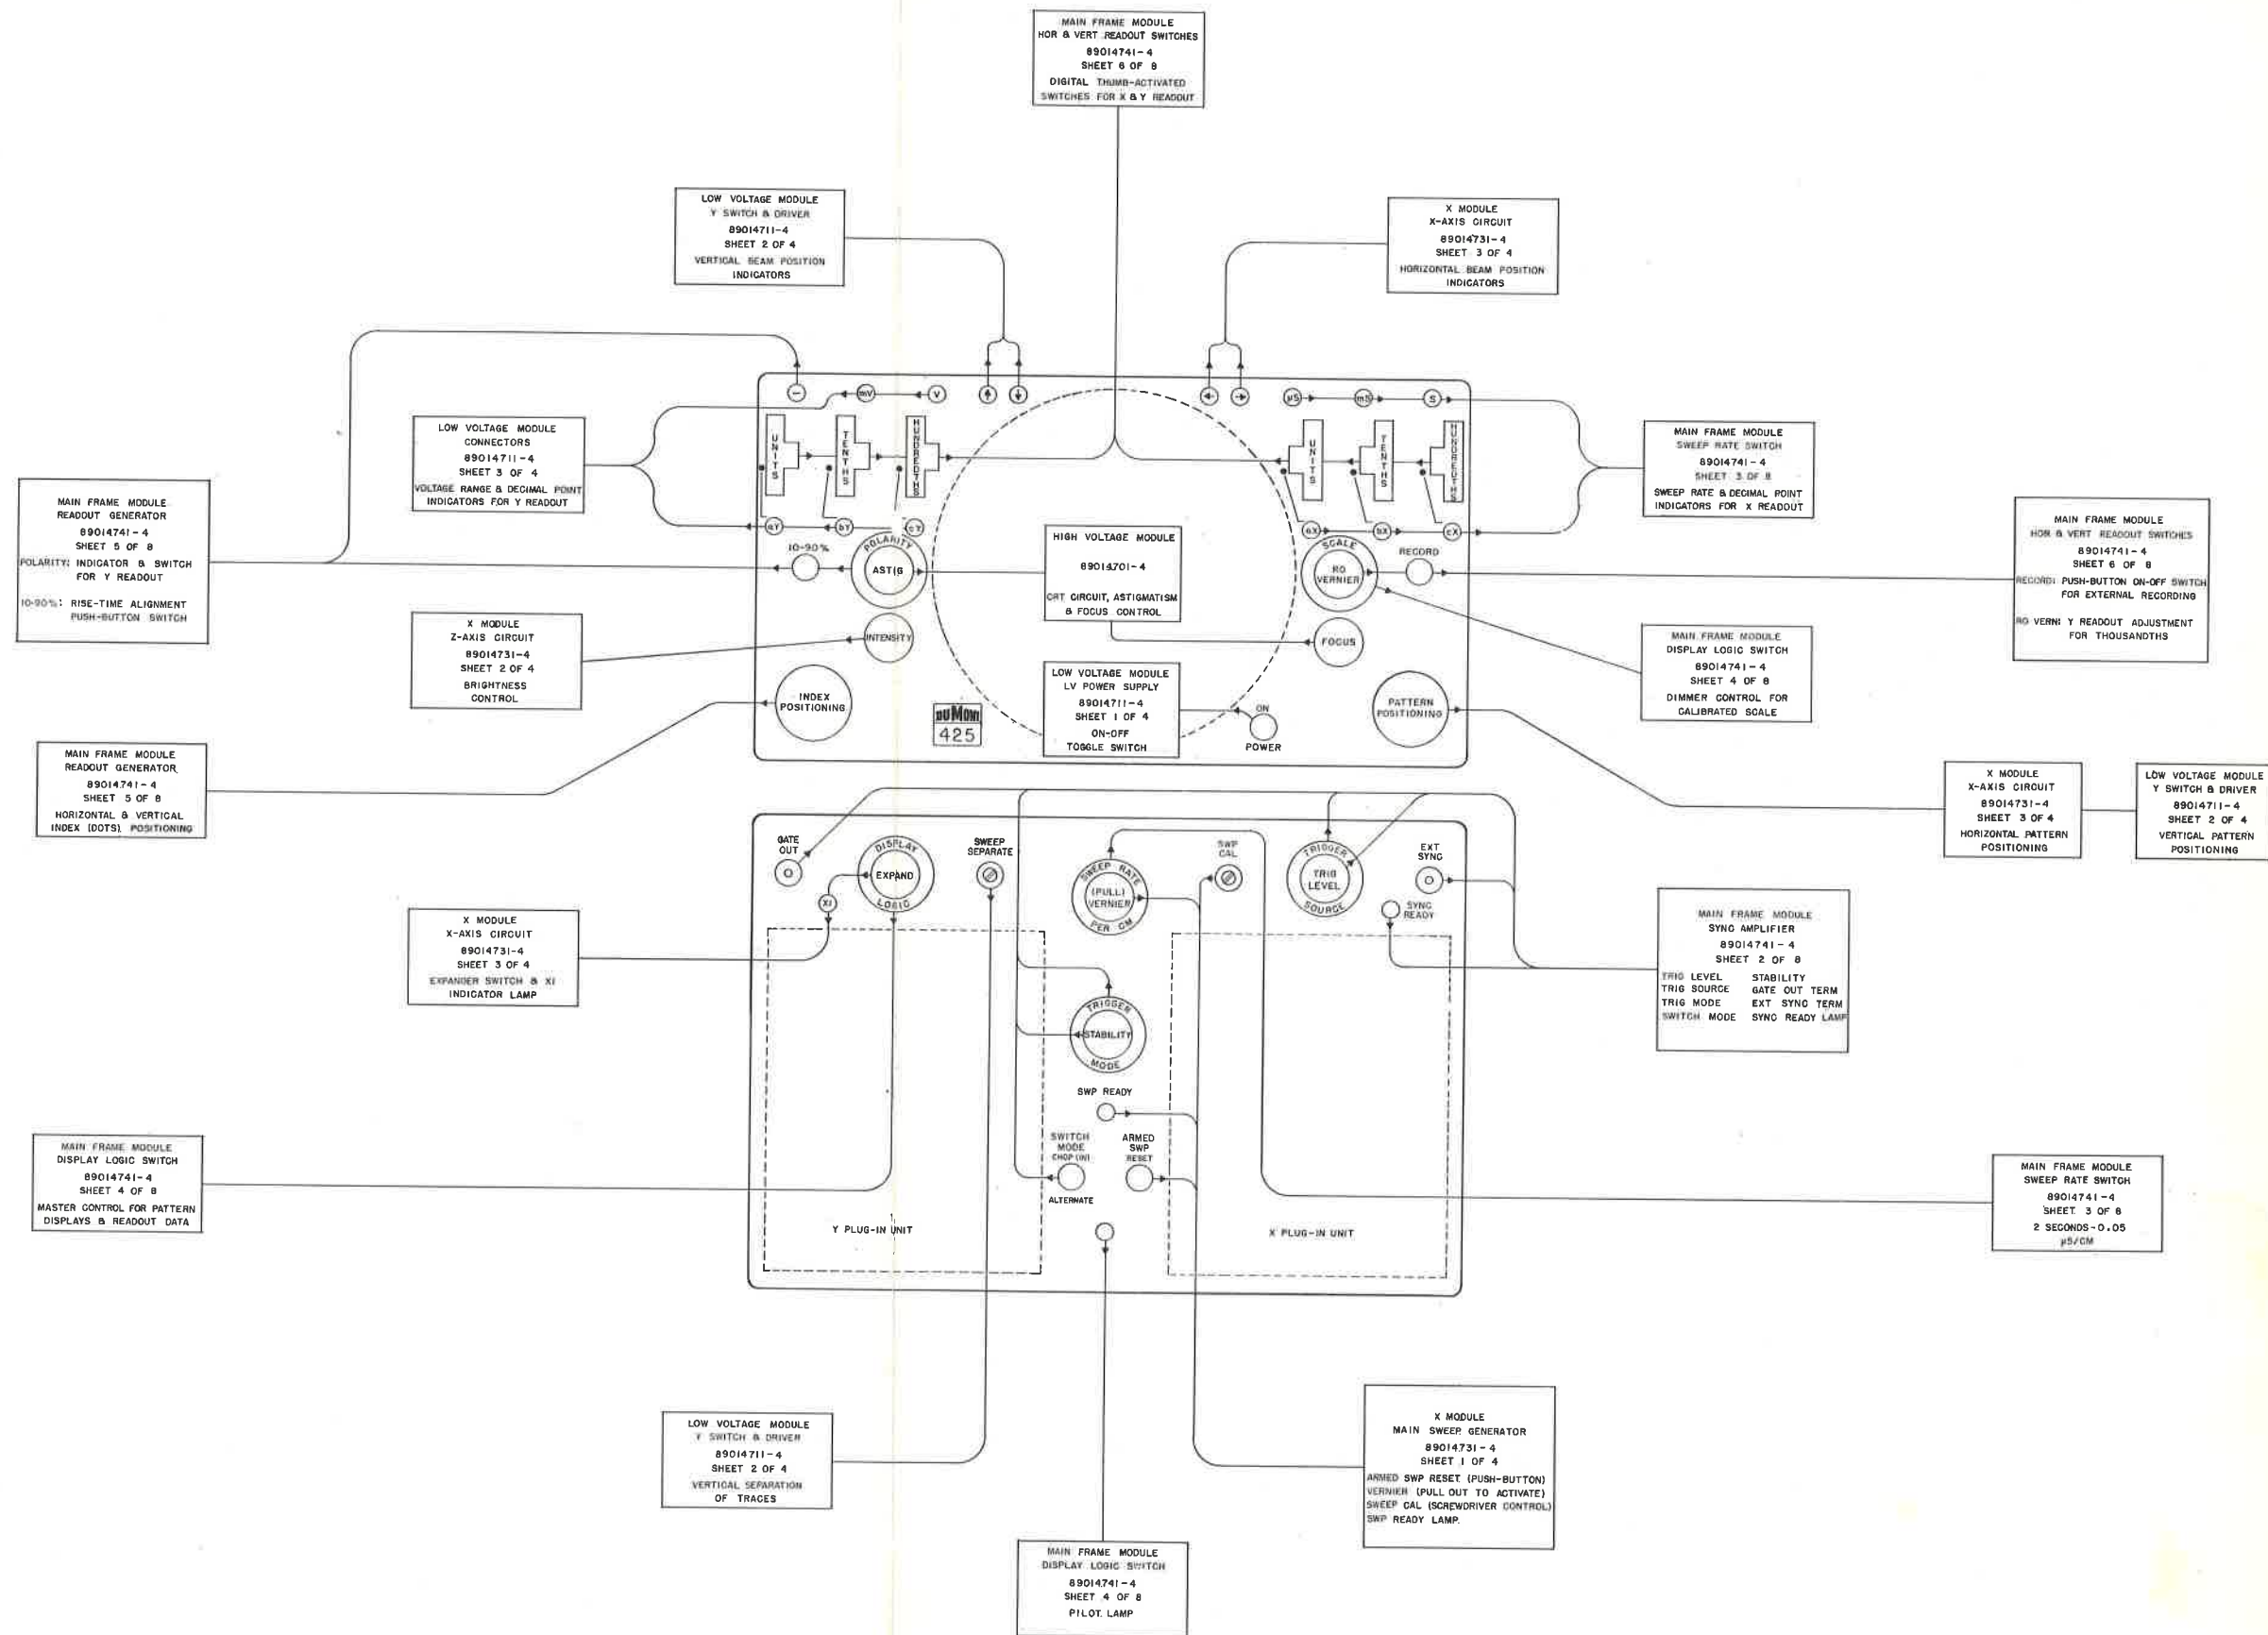 MAIN FRAME MODULE
HOR & VERT READOUT SWITCHES
89014741-4
SHEET 6 OF 8
DIGITAL THUMB-ACTIVATED
SWITCHES FOR X & Y READOUT
LOW VOLTAGE MODULE
Y SWITCH & DRIVER
89014711-4
SHEET 2 OF 4
VERTICAL BEAM POSITION
INDICATORS
X MODULE
X-AXIS CIRCUIT
89014731-4
SHEET 3 OF 4
HORIZONTAL BEAM POSITION
INDICATORS
LOW VOLTAGE MODULE
CONNECTORS
89014711-4
SHEET 3 OF 4
VOLTAGE RANGE & DECIMAL POINT
INDICATORS FOR Y READOUT
MAIN FRAME MODULE
READOUT GENERATOR
89014741-4
SHEET 5 OF 8
POLARITY: INDICATOR & SWITCH
FOR Y READOUT
10-90%: RISE-TIME ALIGNMENT
PUSH-BUTTON SWITCH
X MODULE
Z-AXIS CIRCUIT
89014731-4
SHEET 2 OF 4
BRIGHTNESS
CONTROL
MAIN FRAME MODULE
READOUT GENERATOR
89014741-4
SHEET 5 OF 8
HORIZONTAL & VERTICAL
INDEX (DOTS) POSITIONING
− mV V
µS mS S
UNITS
TENTHS
HUNDREDTHS
UNITS
TENTHS
HUNDREDTHS
aY bY cY
aX bX cX
10-90%
POLARITY
ASTIG
INTENSITY
INDEX
POSITIONING
DUMONT
425
HIGH VOLTAGE MODULE
89014701-4
CRT CIRCUIT, ASTIGMATISM
& FOCUS CONTROL
LOW VOLTAGE MODULE
LV POWER SUPPLY
89014711-4
SHEET 1 OF 4
ON-OFF
TOGGLE SWITCH
ON
POWER
SCALE
RO
VERNIER
RECORD
FOCUS
PATTERN
POSITIONING
MAIN FRAME MODULE
SWEEP RATE SWITCH
89014741-4
SHEET 3 OF 8
SWEEP RATE & DECIMAL POINT
INDICATORS FOR X READOUT
MAIN FRAME MODULE
HOR & VERT READOUT SWITCHES
89014741-4
SHEET 6 OF 8
RECORD: PUSH-BUTTON ON-OFF SWITCH
FOR EXTERNAL RECORDING
RO VERN: Y READOUT ADJUSTMENT
FOR THOUSANDTHS
MAIN FRAME MODULE
DISPLAY LOGIC SWITCH
89014741-4
SHEET 4 OF 8
DIMMER CONTROL FOR
CALIBRATED SCALE
X MODULE
X-AXIS CIRCUIT
89014731-4
SHEET 3 OF 4
HORIZONTAL PATTERN
POSITIONING
LOW VOLTAGE MODULE
Y SWITCH & DRIVER
89014711-4
SHEET 2 OF 4
VERTICAL PATTERN
POSITIONING
GATE
OUT
DISPLAY
EXPAND
LOGIC
X1
SWEEP
SEPARATE
SWEEP RATE
(PULL)
VERNIER
PER CM
SWP
CAL
TRIGGER
TRIG
LEVEL
SOURCE
EXT
SYNC
SYNC
READY
TRIGGER
STABILITY
MODE
SWP READY
SWITCH
MODE
CHOP (IN)
ALTERNATE
ARMED
SWP
RESET
Y PLUG-IN UNIT
X PLUG-IN UNIT
X MODULE
X-AXIS CIRCUIT
89014731-4
SHEET 3 OF 4
EXPANDER SWITCH & X1
INDICATOR LAMP
MAIN FRAME MODULE
SYNC AMPLIFIER
89014741-4
SHEET 2 OF 8
TRIG LEVEL STABILITY
TRIG SOURCE GATE OUT TERM
TRIG MODE EXT SYNC TERM
SWITCH MODE SYNC READY LAMP
MAIN FRAME MODULE
DISPLAY LOGIC SWITCH
89014741-4
SHEET 4 OF 8
MASTER CONTROL FOR PATTERN
DISPLAYS & READOUT DATA
MAIN FRAME MODULE
SWEEP RATE SWITCH
89014741-4
SHEET 3 OF 8
2 SECONDS-0.05
µS/CM
LOW VOLTAGE MODULE
Y SWITCH & DRIVER
89014711-4
SHEET 2 OF 4
VERTICAL SEPARATION
OF TRACES
X MODULE
MAIN SWEEP GENERATOR
89014731-4
SHEET 1 OF 4
ARMED SWP RESET (PUSH-BUTTON)
VERNIER (PULL OUT TO ACTIVATE)
SWEEP CAL (SCREWDRIVER CONTROL)
SWP READY LAMP.
MAIN FRAME MODULE
DISPLAY LOGIC SWITCH
89014741-4
SHEET 4 OF 8
PILOT LAMP